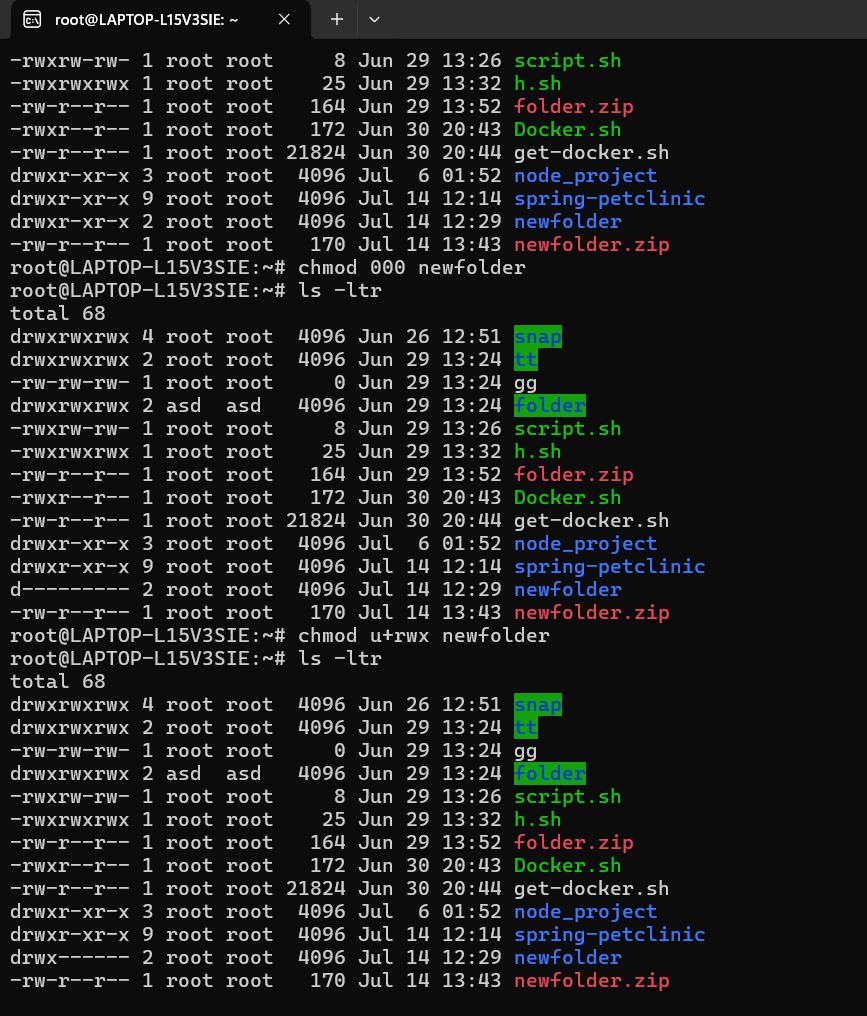 root@LAPTOP-L15V3SIE: ~
-rwxrw-rw- 1 root root     8 Jun 29 13:26 script.sh
-rwxrwxrwx 1 root root    25 Jun 29 13:32 h.sh
-rw-r--r-- 1 root root   164 Jun 29 13:52 folder.zip
-rwxr--r-- 1 root root   172 Jun 30 20:43 Docker.sh
-rw-r--r-- 1 root root 21824 Jun 30 20:44 get-docker.sh
drwxr-xr-x 3 root root  4096 Jul  6 01:52 node_project
drwxr-xr-x 9 root root  4096 Jul 14 12:14 spring-petclinic
drwxr-xr-x 2 root root  4096 Jul 14 12:29 newfolder
-rw-r--r-- 1 root root   170 Jul 14 13:43 newfolder.zip
root@LAPTOP-L15V3SIE:~# chmod 000 newfolder
root@LAPTOP-L15V3SIE:~# ls -ltr
total 68
drwxrwxrwx 4 root root  4096 Jun 26 12:51 snap
drwxrwxrwx 2 root root  4096 Jun 29 13:24 tt
-rw-rw-rw- 1 root root     0 Jun 29 13:24 gg
drwxrwxrwx 2 asd  asd   4096 Jun 29 13:24 folder
-rwxrw-rw- 1 root root     8 Jun 29 13:26 script.sh
-rwxrwxrwx 1 root root    25 Jun 29 13:32 h.sh
-rw-r--r-- 1 root root   164 Jun 29 13:52 folder.zip
-rwxr--r-- 1 root root   172 Jun 30 20:43 Docker.sh
-rw-r--r-- 1 root root 21824 Jun 30 20:44 get-docker.sh
drwxr-xr-x 3 root root  4096 Jul  6 01:52 node_project
drwxr-xr-x 9 root root  4096 Jul 14 12:14 spring-petclinic
d--------- 2 root root  4096 Jul 14 12:29 newfolder
-rw-r--r-- 1 root root   170 Jul 14 13:43 newfolder.zip
root@LAPTOP-L15V3SIE:~# chmod u+rwx newfolder
root@LAPTOP-L15V3SIE:~# ls -ltr
total 68
drwxrwxrwx 4 root root  4096 Jun 26 12:51 snap
drwxrwxrwx 2 root root  4096 Jun 29 13:24 tt
-rw-rw-rw- 1 root root     0 Jun 29 13:24 gg
drwxrwxrwx 2 asd  asd   4096 Jun 29 13:24 folder
-rwxrw-rw- 1 root root     8 Jun 29 13:26 script.sh
-rwxrwxrwx 1 root root    25 Jun 29 13:32 h.sh
-rw-r--r-- 1 root root   164 Jun 29 13:52 folder.zip
-rwxr--r-- 1 root root   172 Jun 30 20:43 Docker.sh
-rw-r--r-- 1 root root 21824 Jun 30 20:44 get-docker.sh
drwxr-xr-x 3 root root  4096 Jul  6 01:52 node_project
drwxr-xr-x 9 root root  4096 Jul 14 12:14 spring-petclinic
drwx------ 2 root root  4096 Jul 14 12:29 newfolder
-rw-r--r-- 1 root root   170 Jul 14 13:43 newfolder.zip